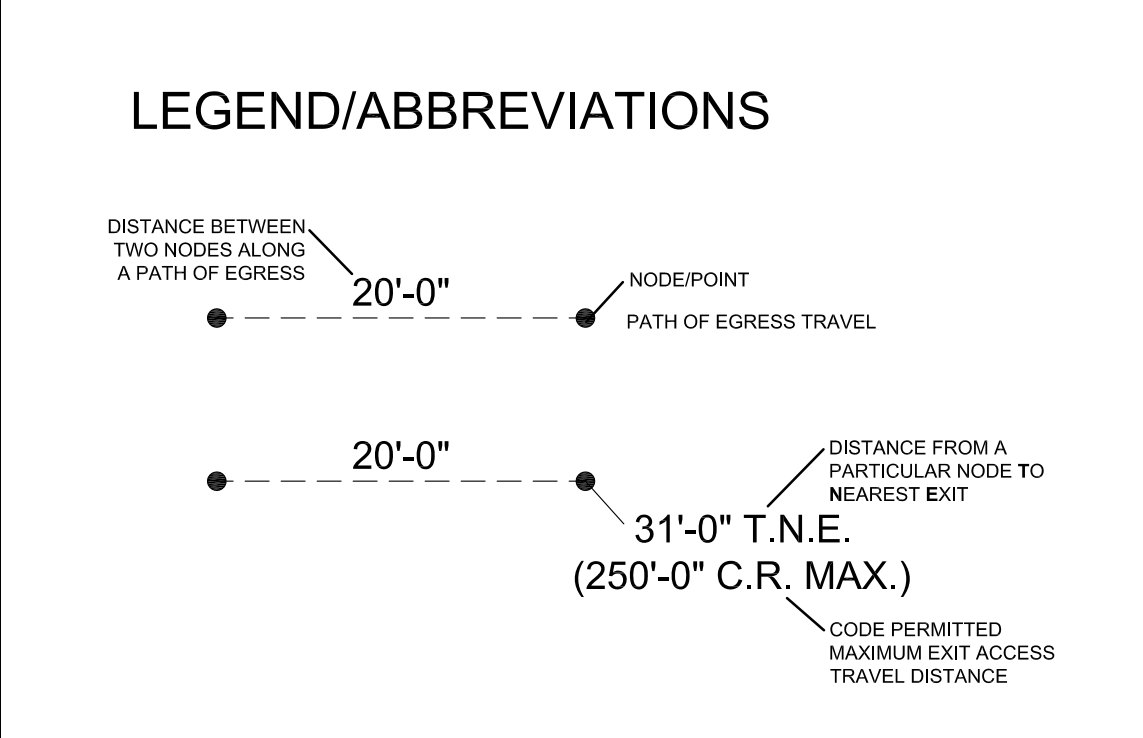 LEGEND/ABBREVIATIONS
DISTANCE BETWEEN
TWO NODES ALONG
A PATH OF EGRESS
20'-0"
NODE/POINT
PATH OF EGRESS TRAVEL
20'-0"
DISTANCE FROM A
PARTICULAR NODE TO
NEAREST EXIT
31'-0" T.N.E.
(250'-0" C.R. MAX.)
CODE PERMITTED
MAXIMUM EXIT ACCESS
TRAVEL DISTANCE